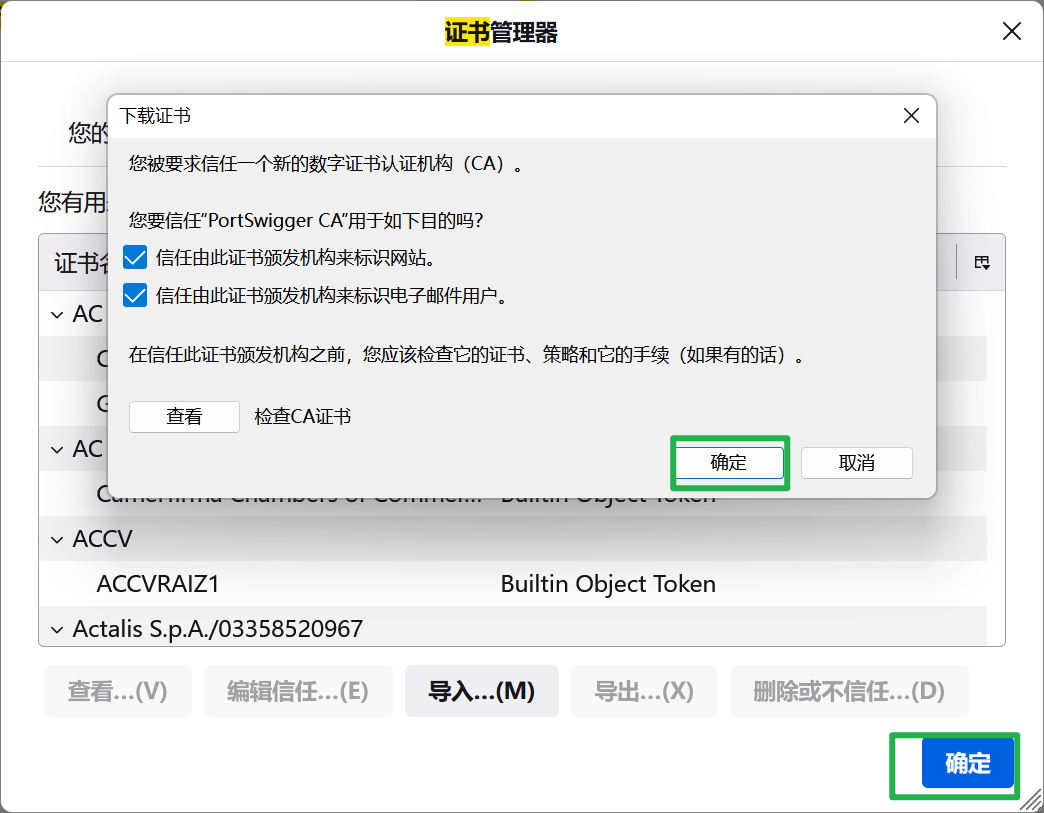 证书管理器
下载证书
您的
您被要求信任一个新的数字证书认证机构（CA）。
您有用
您要信任“PortSwigger CA”用于如下目的吗？
信任由此证书颁发机构来标识网站。
证书名
信任由此证书颁发机构来标识电子邮件用户。
AC
在信任此证书颁发机构之前，您应该检查它的证书、策略和它的手续（如果有的话）。
查看 检查CA证书
AC
确定 取消
Camerfirma Chambers of Commer... Builtin Object Token
ACCV
ACCVRAIZ1 Builtin Object Token
Actalis S.p.A./03358520967
查看...(V) 编辑信任...(E) 导入...(M) 导出...(X) 删除或不信任...(D)
确定